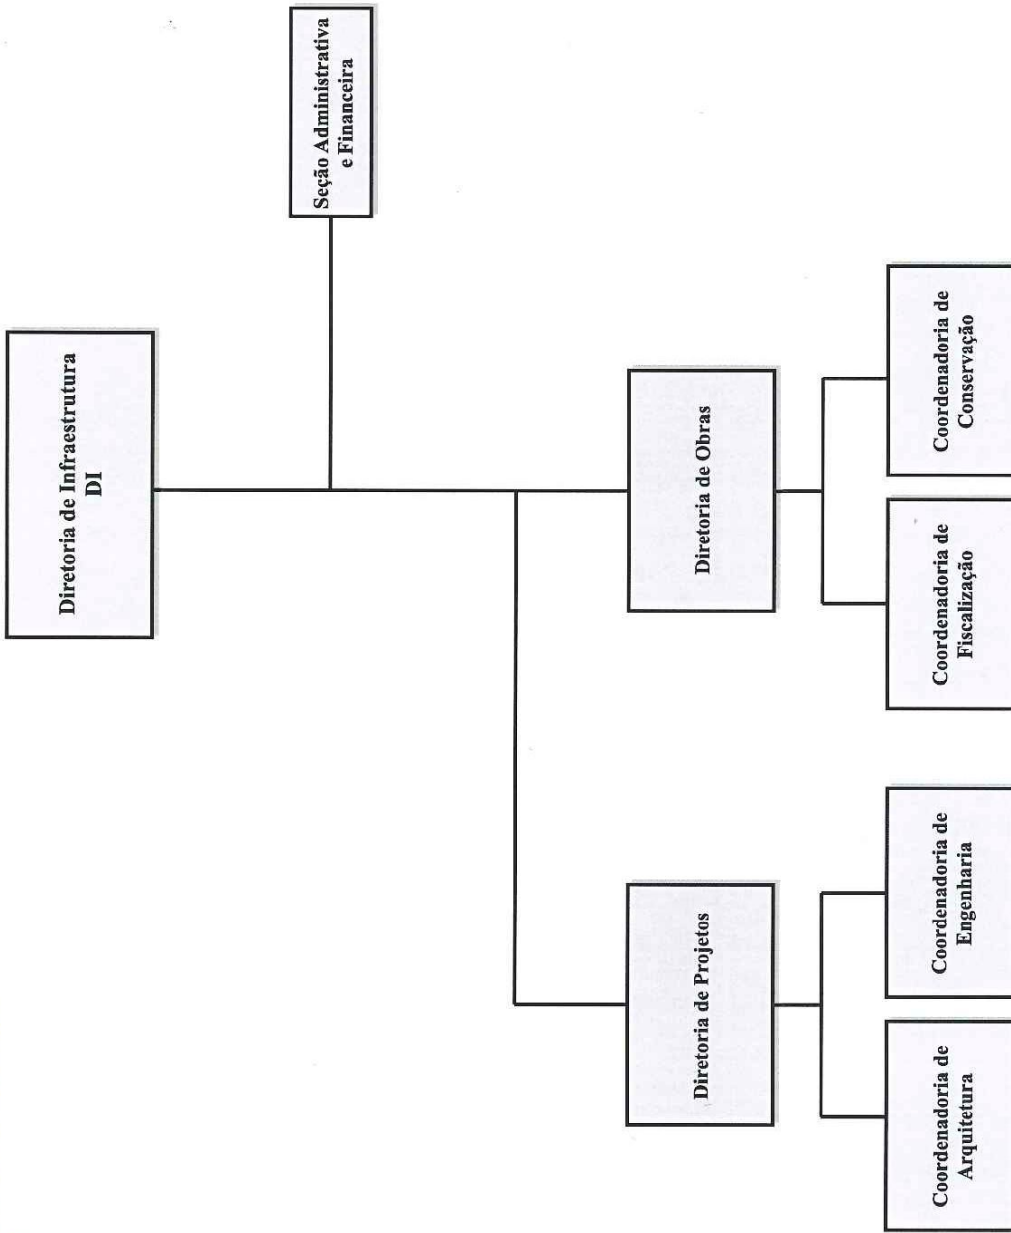 Diretoria de Infraestrutura
DI
Seção Administrativa
e Financeira
Diretoria de Projetos
Diretoria de Obras
Coordenadoria de
Arquitetura
Coordenadoria de
Engenharia
Coordenadoria de
Fiscalização
Coordenadoria de
Conservação